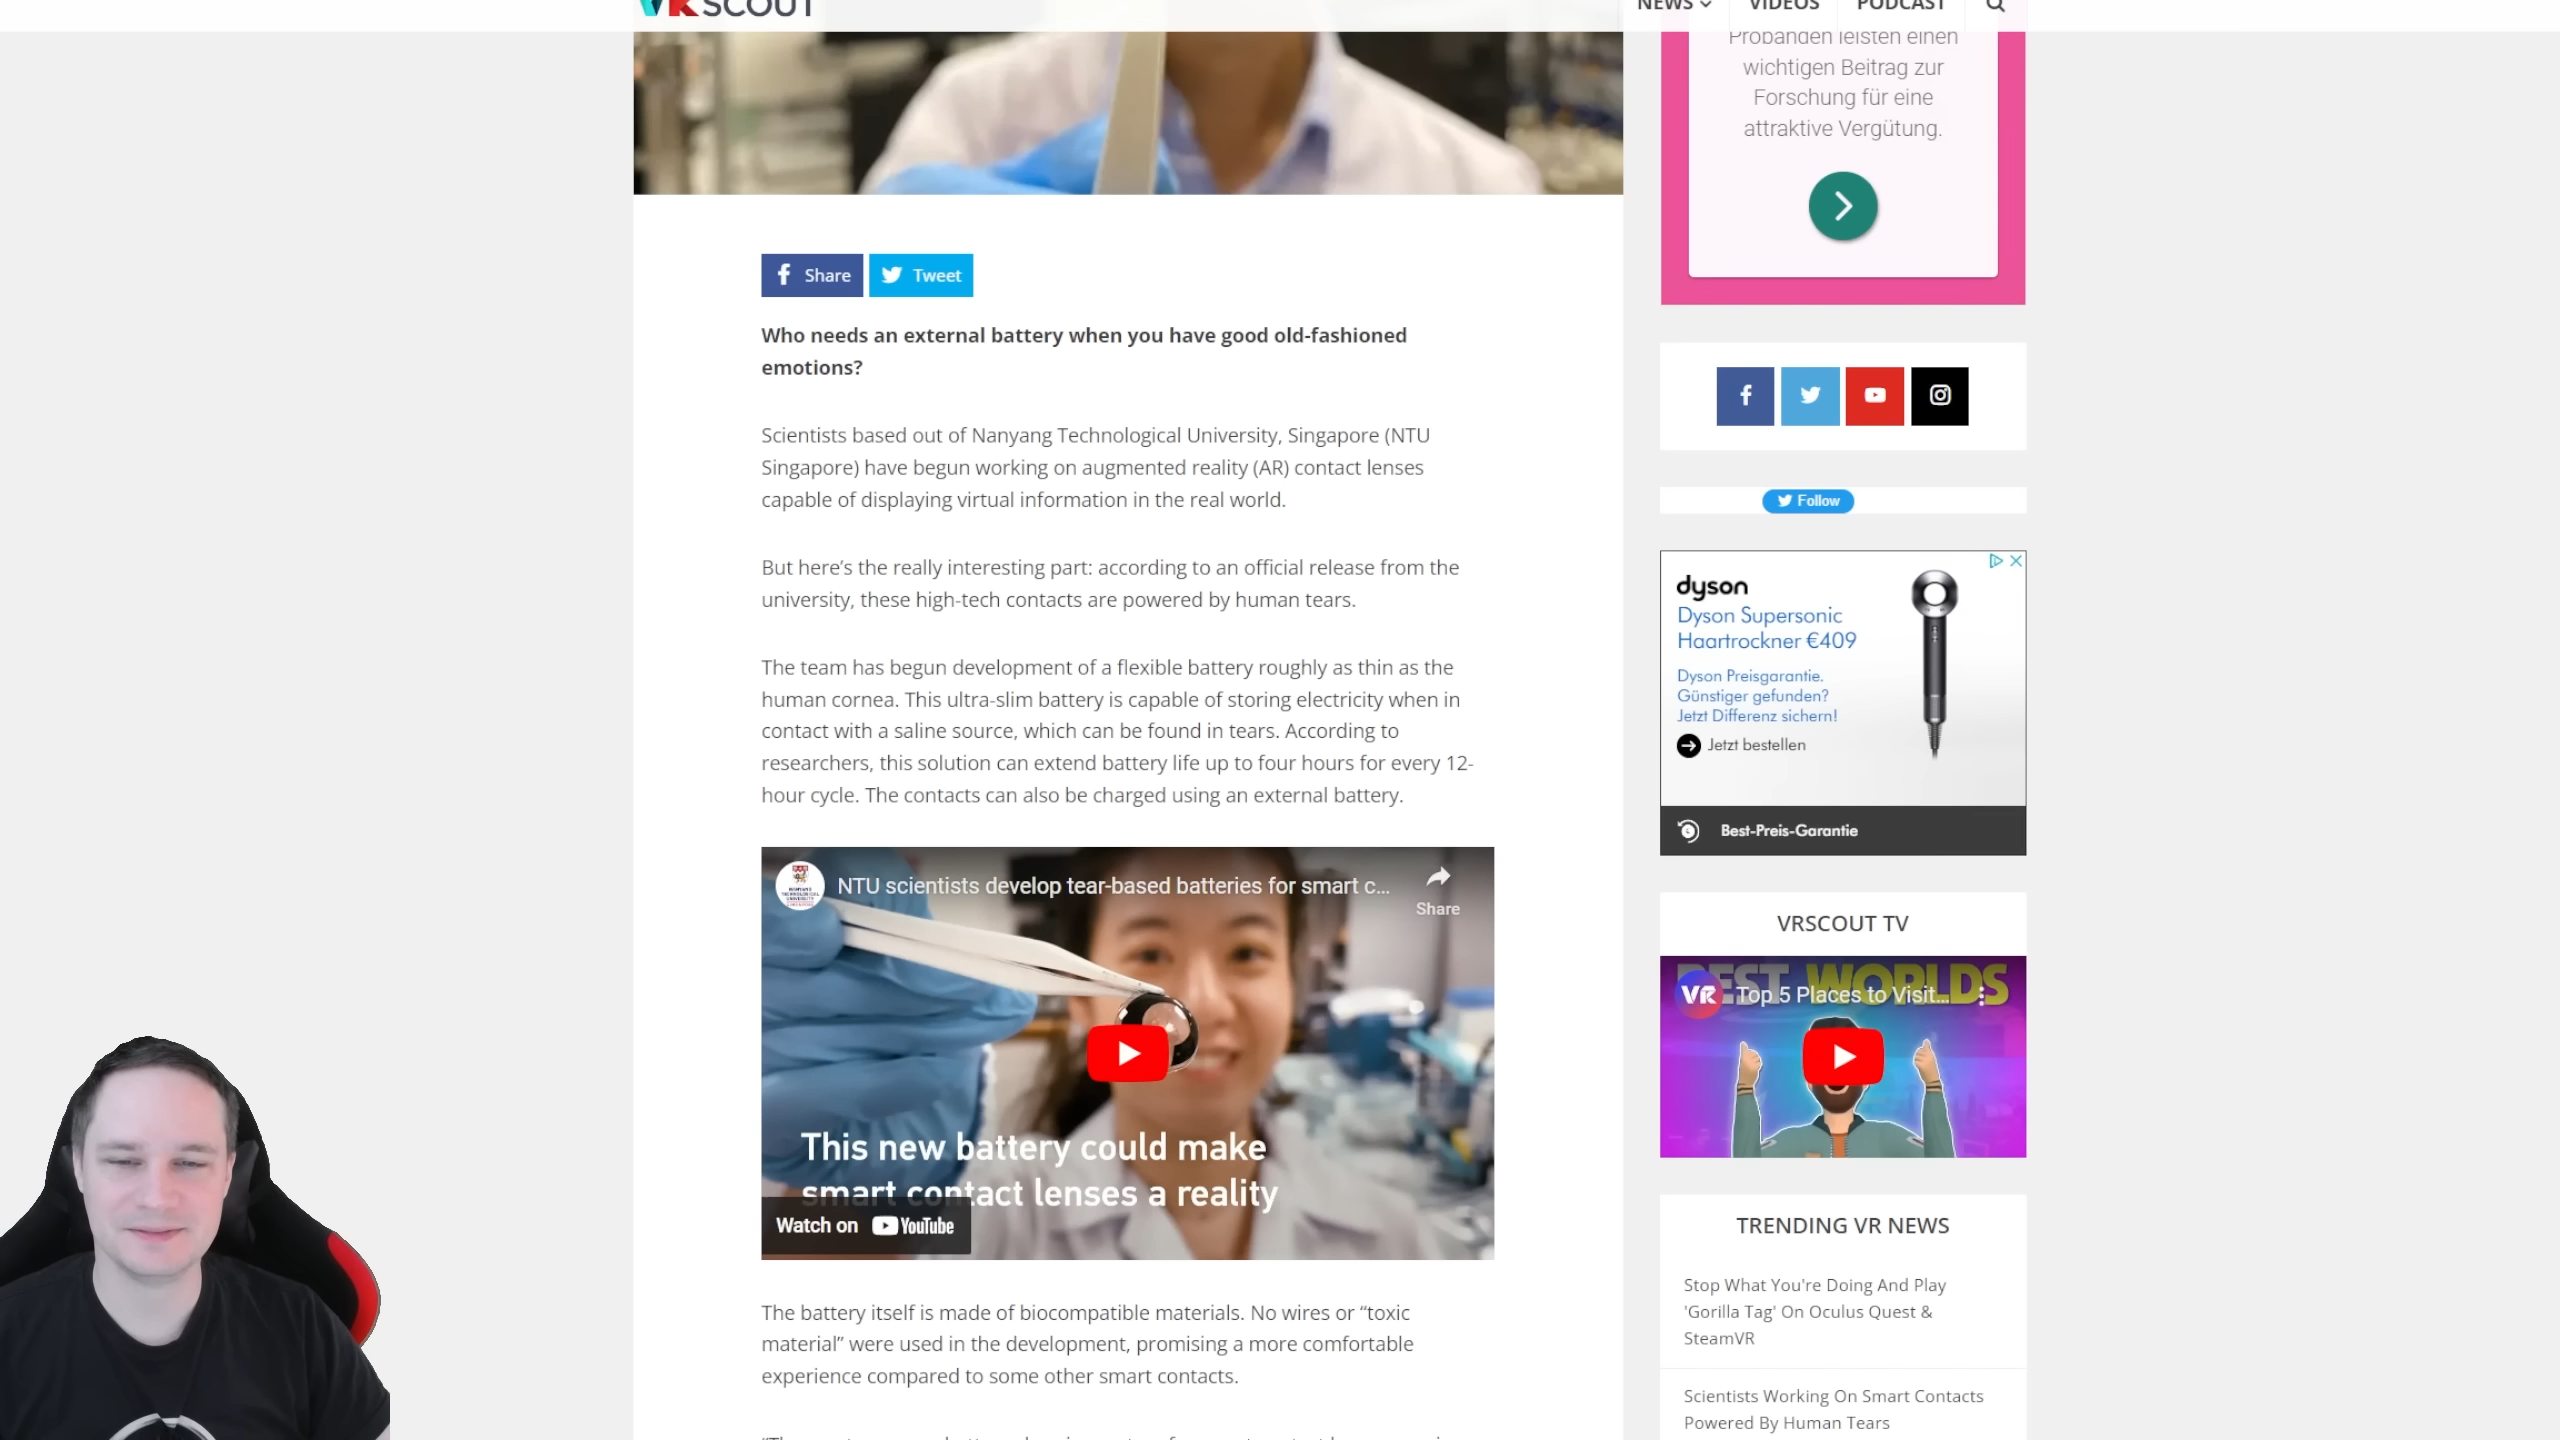 VRSCOUT
NEWS
VIDEOS
PODCAST
Probanden leisten einen
wichtigen Beitrag zur
Forschung für eine
attraktive Vergütung.
Share
Tweet
Who needs an external battery when you have good old-fashioned
emotions?
Scientists based out of Nanyang Technological University, Singapore (NTU
Singapore) have begun working on augmented reality (AR) contact lenses
capable of displaying virtual information in the real world.
But here’s the really interesting part: according to an official release from the
university, these high-tech contacts are powered by human tears.
The team has begun development of a flexible battery roughly as thin as the
human cornea. This ultra-slim battery is capable of storing electricity when in
contact with a saline source, which can be found in tears. According to
researchers, this solution can extend battery life up to four hours for every 12-
hour cycle. The contacts can also be charged using an external battery.
NTU scientists develop tear-based batteries for smart c...
Share
This new battery could make
smart contact lenses a reality
Watch on YouTube
The battery itself is made of biocompatible materials. No wires or “toxic
material” were used in the development, promising a more comfortable
experience compared to some other smart contacts.
Follow
dyson
Dyson Supersonic
Haartrockner €409
Dyson Preisgarantie.
Günstiger gefunden?
Jetzt Differenz sichern!
Jetzt bestellen
Best-Preis-Garantie
VRSCOUT TV
BEST WORLDS
VR
Top 5 Places to Visit...
TRENDING VR NEWS
Stop What You're Doing And Play
'Gorilla Tag' On Oculus Quest &
SteamVR
Scientists Working On Smart Contacts
Powered By Human Tears